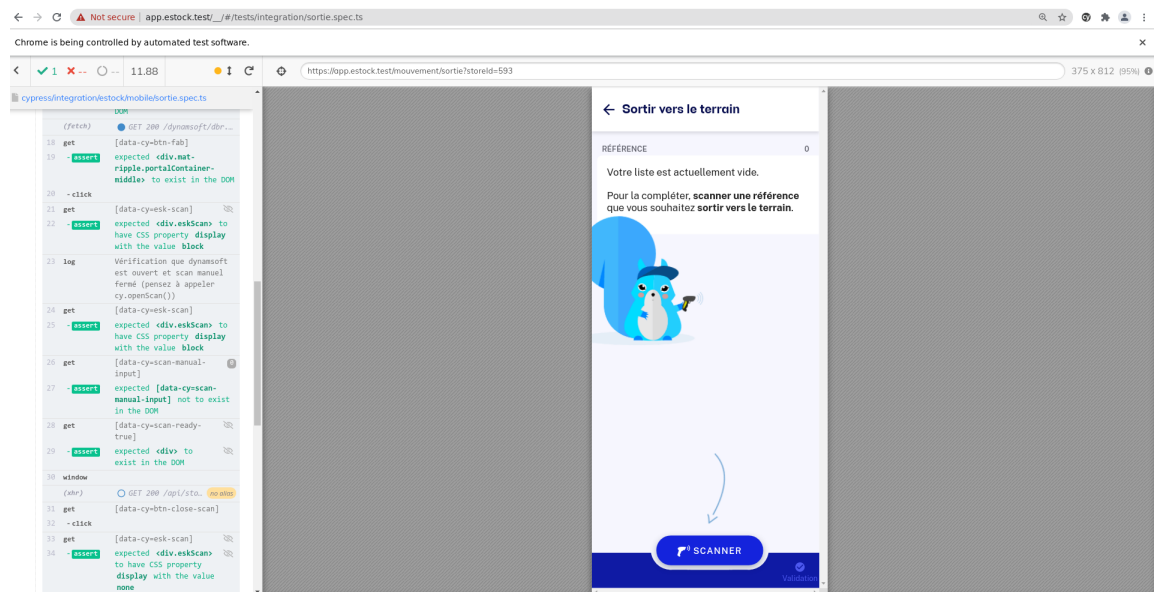 Not secure | app.estock.test/__/#/tests/integration/sortie.spec.ts
Chrome is being controlled by automated test software.
1 -- -- 11.88
https://app.estock.test/mouvement/sortie?storeId=593
375 x 812 (95%)
cypress/integration/estock/mobile/sortie.spec.ts
DOM
(fetch) GET 200 /dynamsoft/dbr...
18 get [data-cy=btn-fab]
19 - assert expected <div.mat-
ripple.portalContainer-
middle> to exist in the DOM
20 - click
21 get [data-cy=esk-scan]
22 - assert expected <div.eskScan> to
have CSS property display
with the value block
23 log Vérification que dynamsoft
est ouvert et scan manuel
fermé (pensez à appeler
cy.openScan())
24 get [data-cy=esk-scan]
25 - assert expected <div.eskScan> to
have CSS property display
with the value block
26 get [data-cy=scan-manual- 0
input]
27 - assert expected [data-cy=scan-
manual-input] not to exist
in the DOM
28 get [data-cy=scan-ready-
true]
29 - assert expected <div> to
exist in the DOM
30 window
(xhr) GET 200 /api/sto... no alias
31 get [data-cy=btn-close-scan]
32 - click
33 get [data-cy=esk-scan]
34 - assert expected <div.eskScan>
to have CSS property
display with the value
none
Sortir vers le terrain
RÉFÉRENCE 0
Votre liste est actuellement vide.
Pour la compléter, scanner une référence
que vous souhaitez sortir vers le terrain.
SCANNER
Validation